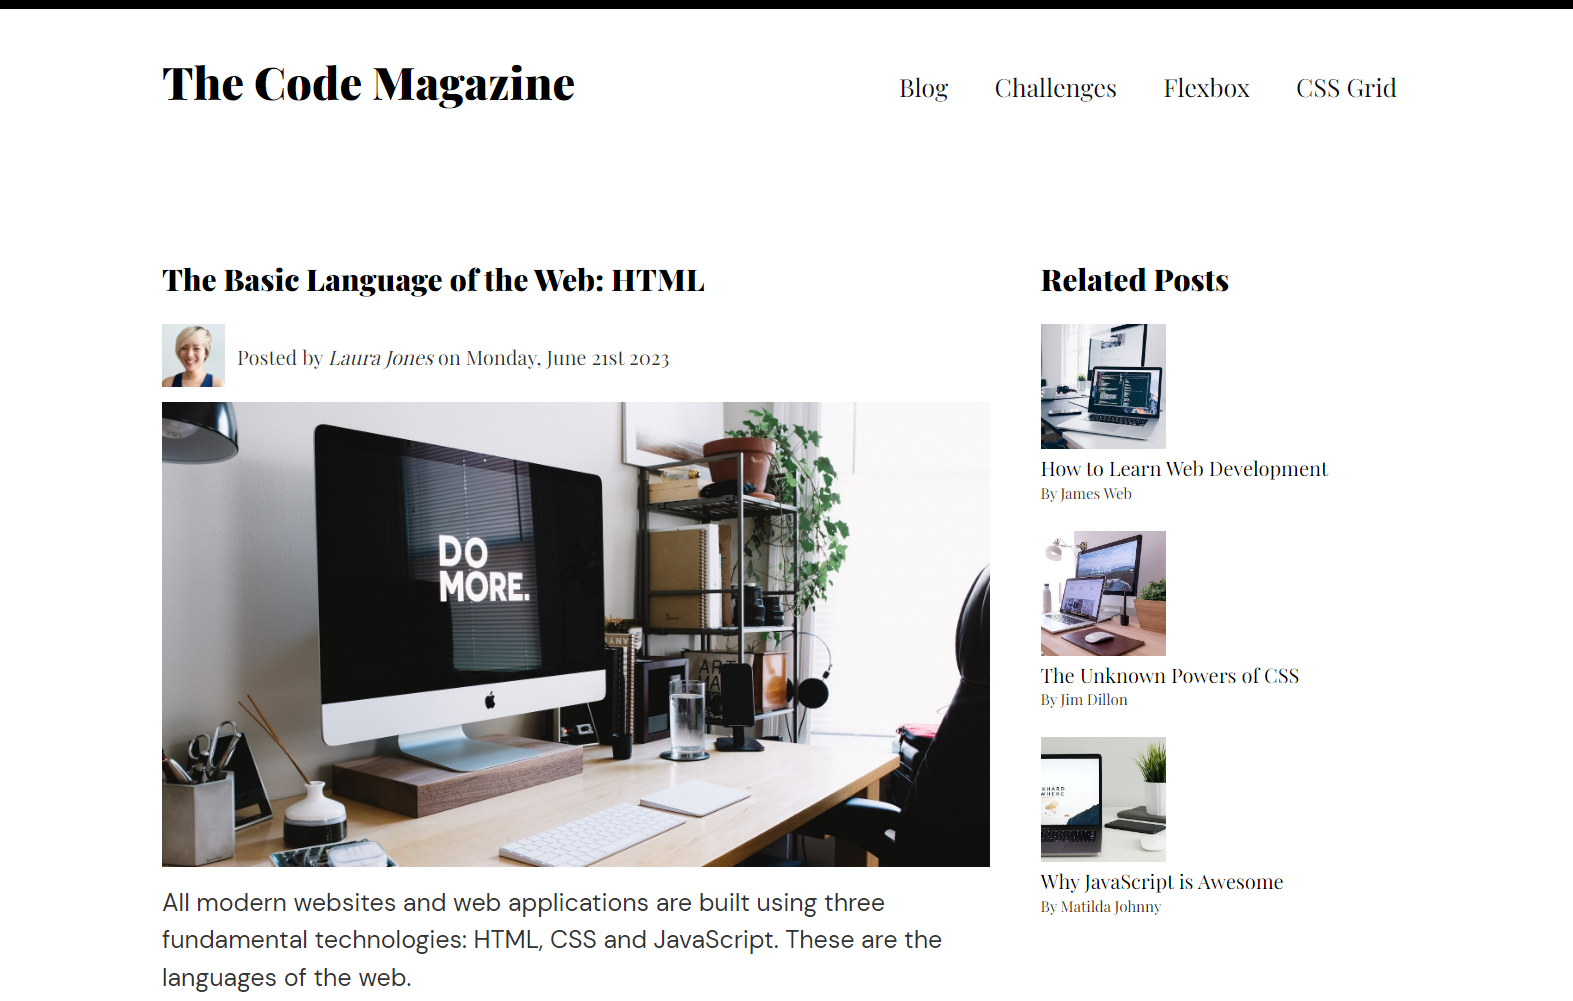 The Code Magazine
Blog Challenges Flexbox CSS Grid
The Basic Language of the Web: HTML
Posted by Laura Jones on Monday, June 21st 2023
DO
MORE.
All modern websites and web applications are built using three
fundamental technologies: HTML, CSS and JavaScript. These are the
languages of the web.
Related Posts
How to Learn Web Development
By James Web
The Unknown Powers of CSS
By Jim Dillon
Why JavaScript is Awesome
By Matilda Johnny